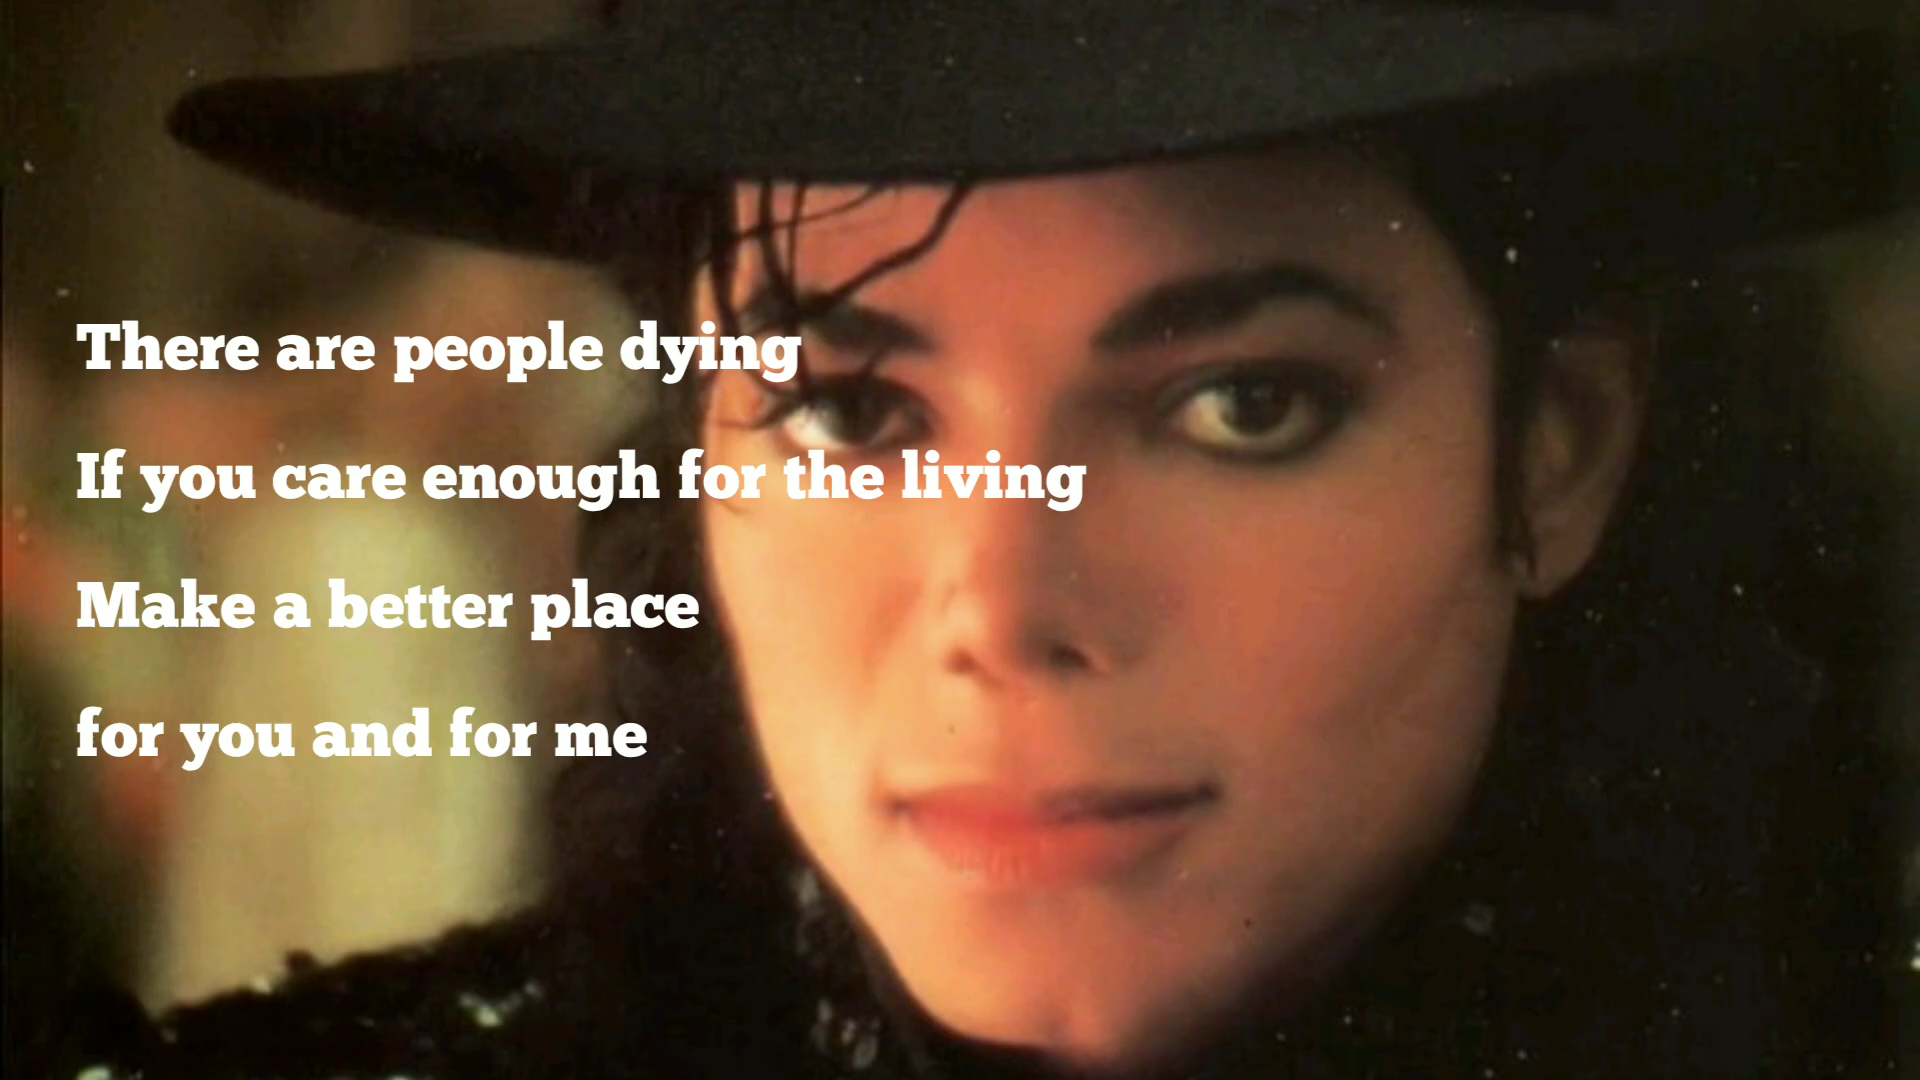 There are people dying
If you care enough for the living
Make a better place
for you and for me